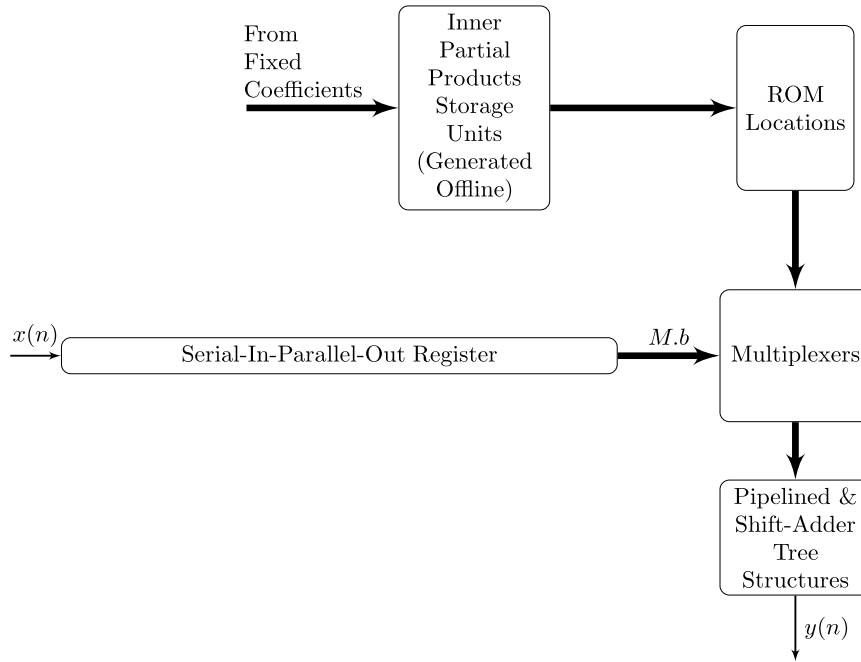 From
Fixed
Coefficients
Inner
Partial
Products
Storage
Units
(Generated
Offline)
ROM
Locations
x(n)
Serial-In-Parallel-Out Register
M.b
Multiplexers
Pipelined &
Shift-Adder
Tree
Structures
y(n)